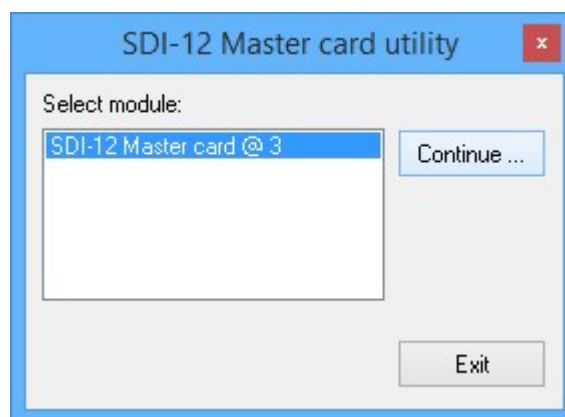 SDI-12 Master card utility
x
Select module:
SDI-12 Master card @ 3
Continue ...
Exit